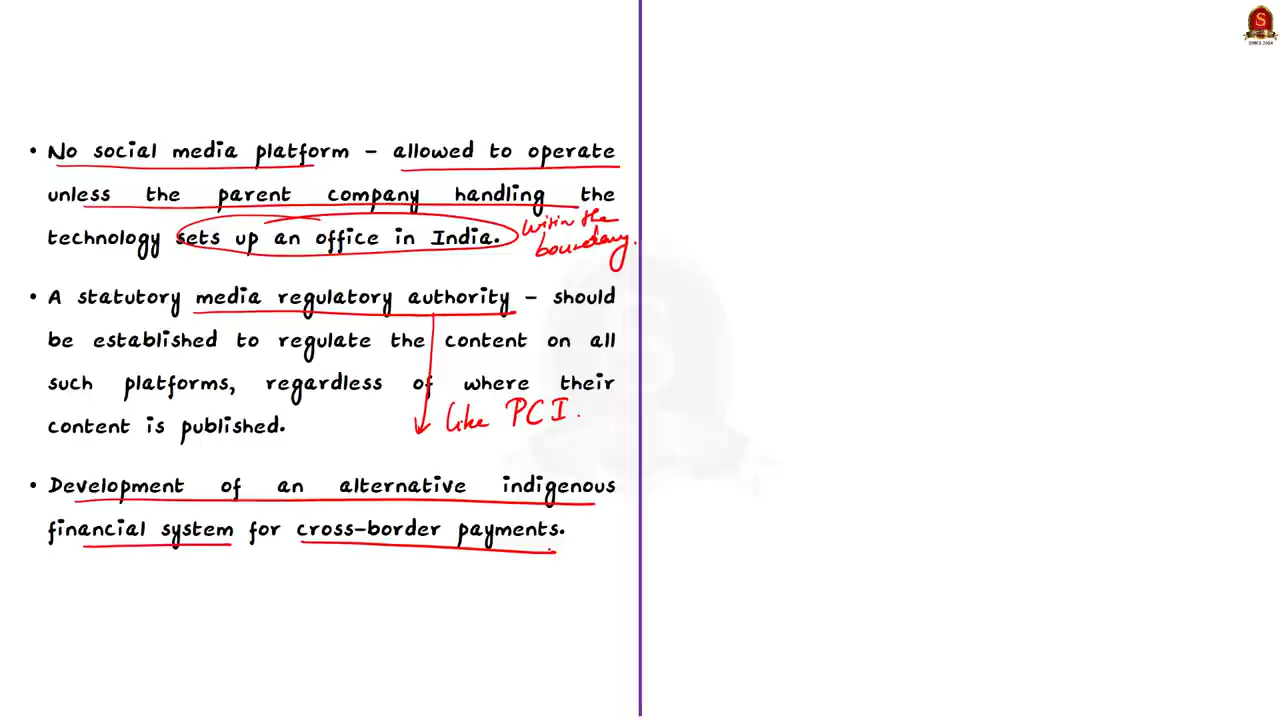 • No social media platform – allowed to operate
unless the parent company handling the
technology sets up an office in India.
within the
boundary.
• A statutory media regulatory authority – should
be established to regulate the content on all
such platforms, regardless of where their
content is published.
like PCI.
• Development of an alternative indigenous
financial system for cross-border payments.
S
SINCE 2004